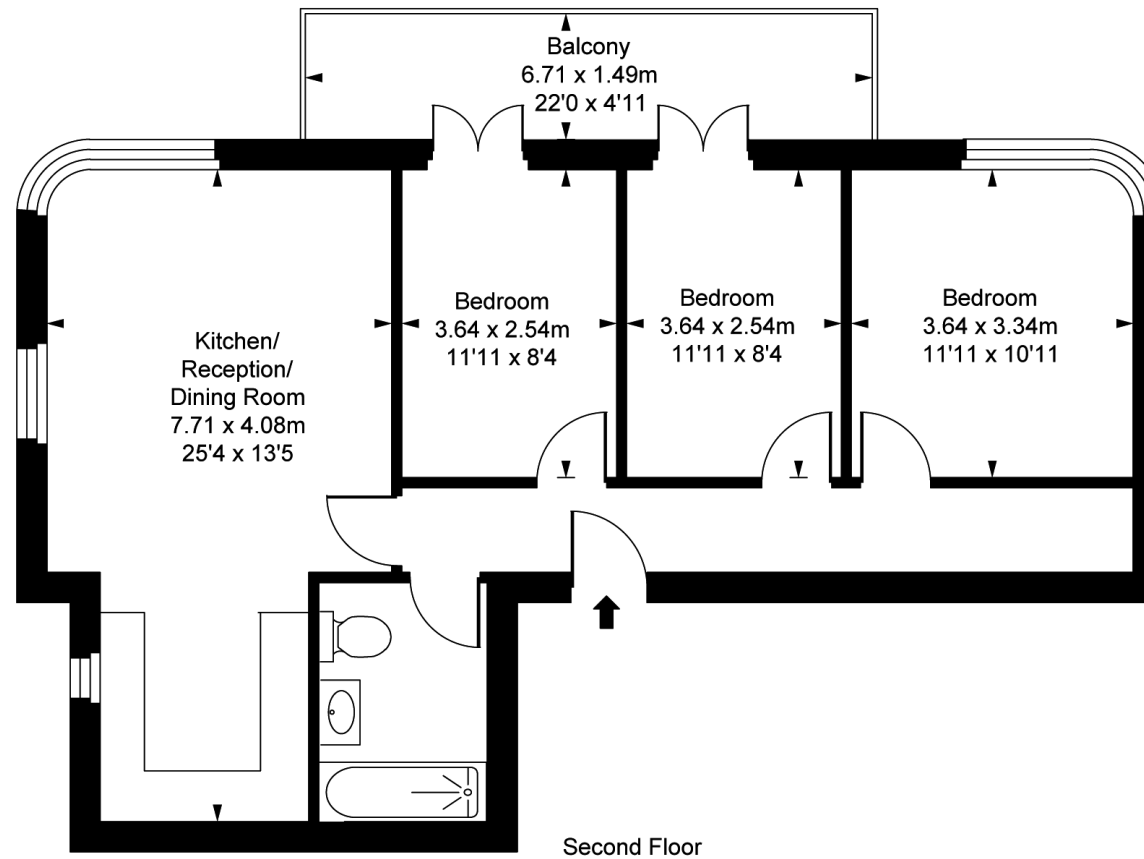 Balcony
6.71 x 1.49m
22'0 x 4'11
Bedroom
3.64 x 2.54m
11'11 x 8'4
Bedroom
3.64 x 2.54m
11'11 x 8'4
Bedroom
3.64 x 3.34m
11'11 x 10'11
Kitchen/
Reception/
Dining Room
7.71 x 4.08m
25'4 x 13'5
Second Floor